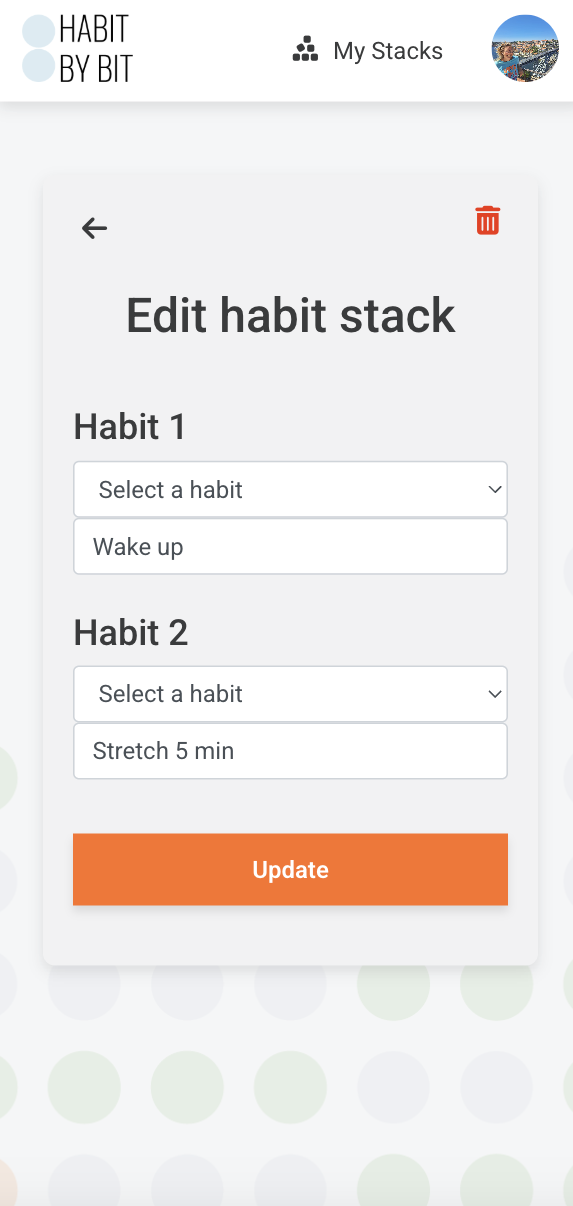 HABIT
BY BIT
My Stacks
Edit habit stack
Habit 1
Select a habit
Wake up
Habit 2
Select a habit
Stretch 5 min
Update